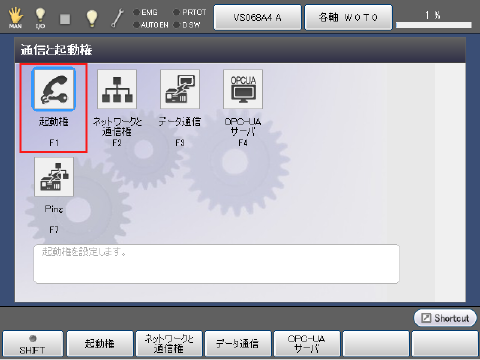 MAN
I/O
EMG
PRTCT
AUTO EN
D SW
VS068A4 A
各軸 W0T0
1 %
通信と起動権
起動権
F1
ネットワークと
通信権
F2
データ通信
F3
OPCUA
OPC-UA
サーバ
F4
Ping
F7
起動権を設定します。
Shortcut
SHIFT
起動権
ネットワークと
通信権
データ通信
OPC-UA
サーバ